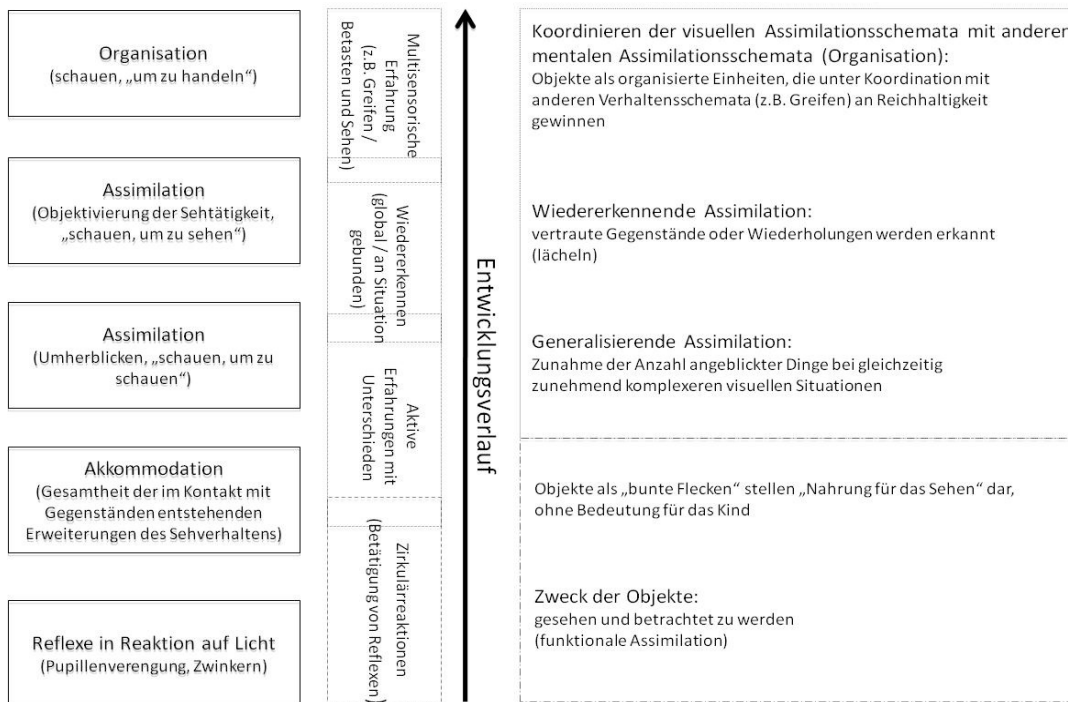 Organisation
(schauen, „um zu handeln“)
Assimilation
(Objektivierung der Sehtätigkeit,
„schauen, um zu sehen“)
Assimilation
(Umherblicken, „schauen, um zu
schauen“)
Akkommodation
(Gesamtheit der im Kontakt mit
Gegenständen entstehenden
Erweiterungen des Sehverhaltens)
Reflexe in Reaktion auf Licht
(Pupillenverengung, Zwinkern)
Multisensorische
Erfahrung
(z.B. Greifen /
Betasten und Sehen)
Wiedererkennen
(global / an Situation
gebunden)
Aktive
Erfahrungen mit
Unterschieden
Zirkulärreaktionen
(Betätigung von Reflexen)
Entwicklungsverlauf
Koordinieren der visuellen Assimilationsschemata mit anderen
mentalen Assimilationsschemata (Organisation):
Objekte als organisierte Einheiten, die unter Koordination mit
anderen Verhaltensschemata (z.B. Greifen) an Reichhaltigkeit
gewinnen
Wiedererkennende Assimilation:
vertraute Gegenstände oder Wiederholungen werden erkannt
(lächeln)
Generalisierende Assimilation:
Zunahme der Anzahl angeblickter Dinge bei gleichzeitig
zunehmend komplexeren visuellen Situationen
Objekte als „bunte Flecken“ stellen „Nahrung für das Sehen“ dar,
ohne Bedeutung für das Kind
Zweck der Objekte:
gesehen und betrachtet zu werden
(funktionale Assimilation)